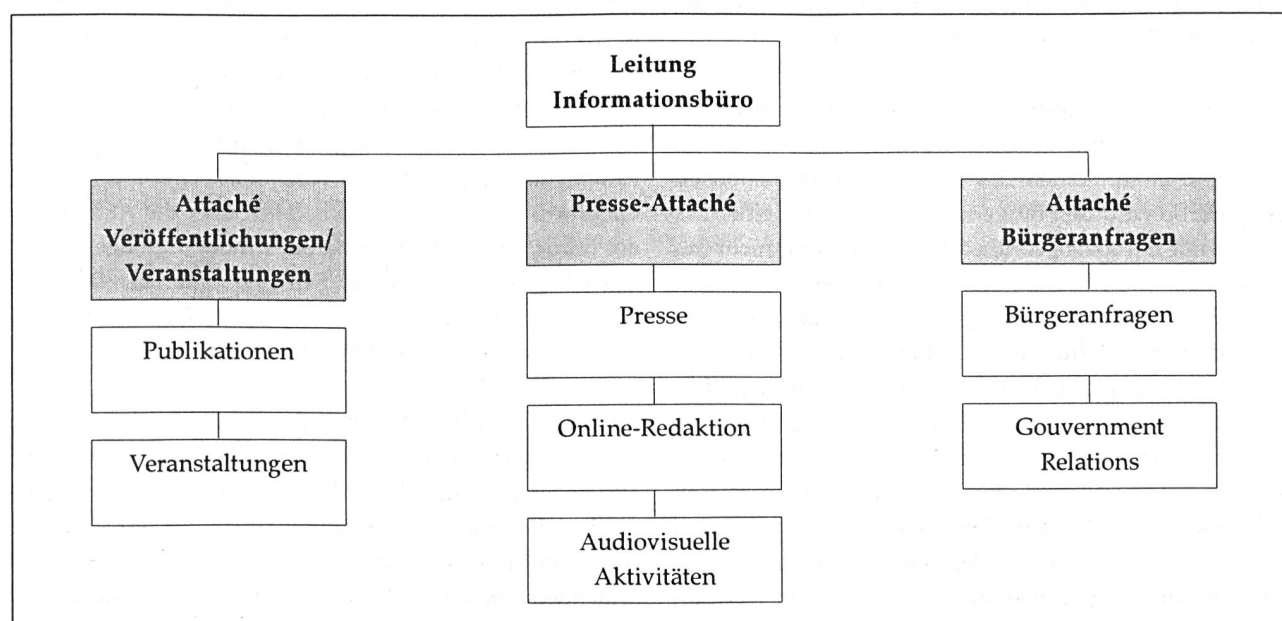 Leitung
Informationsbüro
Attaché
Veröffentlichungen/
Veranstaltungen
Publikationen
Veranstaltungen
Presse-Attaché
Presse
Online-Redaktion
Audiovisuelle
Aktivitäten
Attaché
Bürgeranfragen
Bürgeranfragen
Gouvernment
Relations